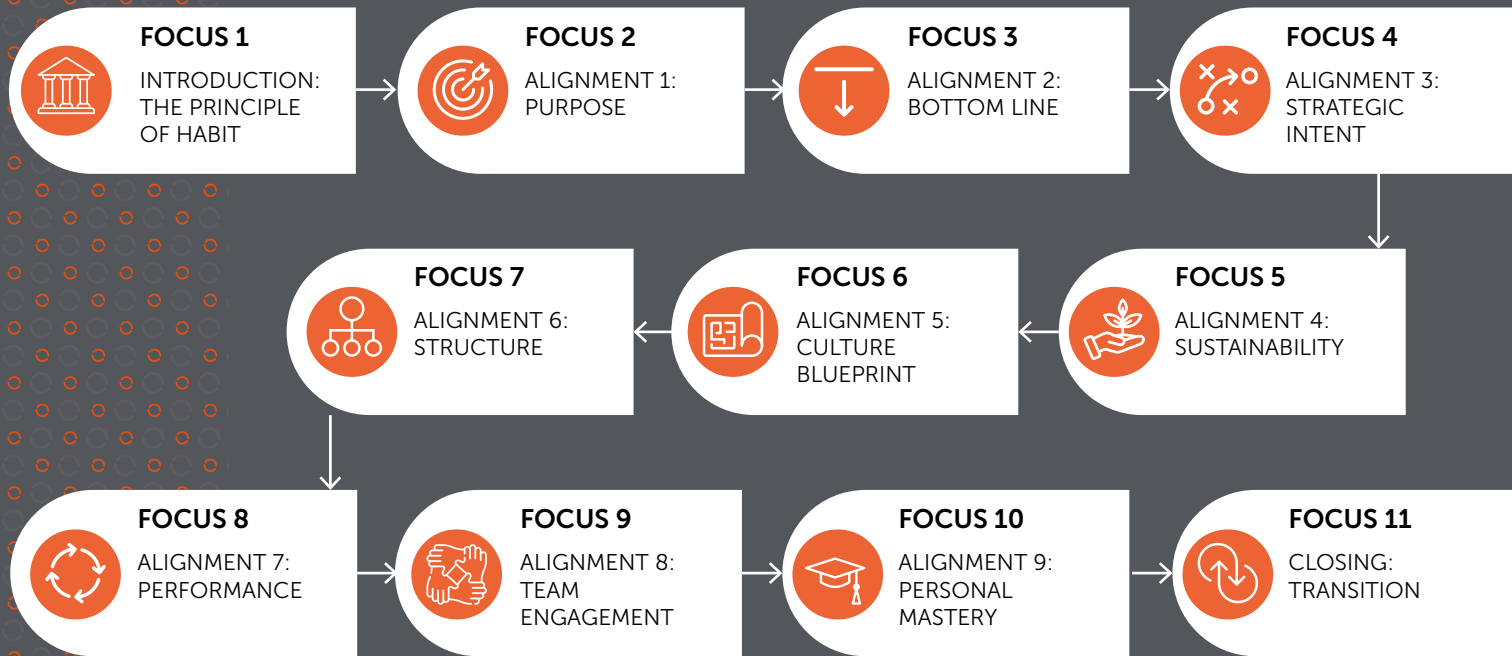 FOCUS 1
INTRODUCTION:
THE PRINCIPLE
OF HABIT
FOCUS 2
ALIGNMENT 1:
PURPOSE
FOCUS 3
ALIGNMENT 2:
BOTTOM LINE
FOCUS 4
ALIGNMENT 3:
STRATEGIC
INTENT
FOCUS 5
ALIGNMENT 4:
SUSTAINABILITY
FOCUS 6
ALIGNMENT 5:
CULTURE
BLUEPRINT
FOCUS 7
ALIGNMENT 6:
STRUCTURE
FOCUS 8
ALIGNMENT 7:
PERFORMANCE
FOCUS 9
ALIGNMENT 8:
TEAM
ENGAGEMENT
FOCUS 10
ALIGNMENT 9:
PERSONAL
MASTERY
FOCUS 11
CLOSING:
TRANSITION